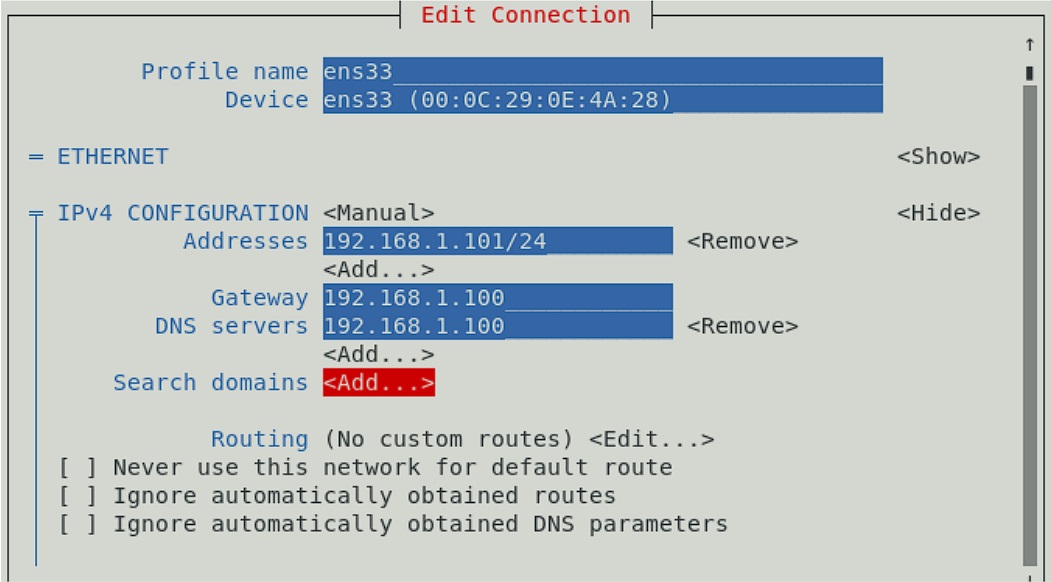 Edit Connection
Profile name ens33
Device ens33 (00:0C:29:0E:4A:28)
= ETHERNET <Show>
IPv4 CONFIGURATION <Manual> <Hide>
Addresses 192.168.1.101/24 <Remove>
<Add...>
Gateway 192.168.1.100
DNS servers 192.168.1.100 <Remove>
<Add...>
Search domains <Add...>
Routing (No custom routes) <Edit...>
[ ] Never use this network for default route
[ ] Ignore automatically obtained routes
[ ] Ignore automatically obtained DNS parameters